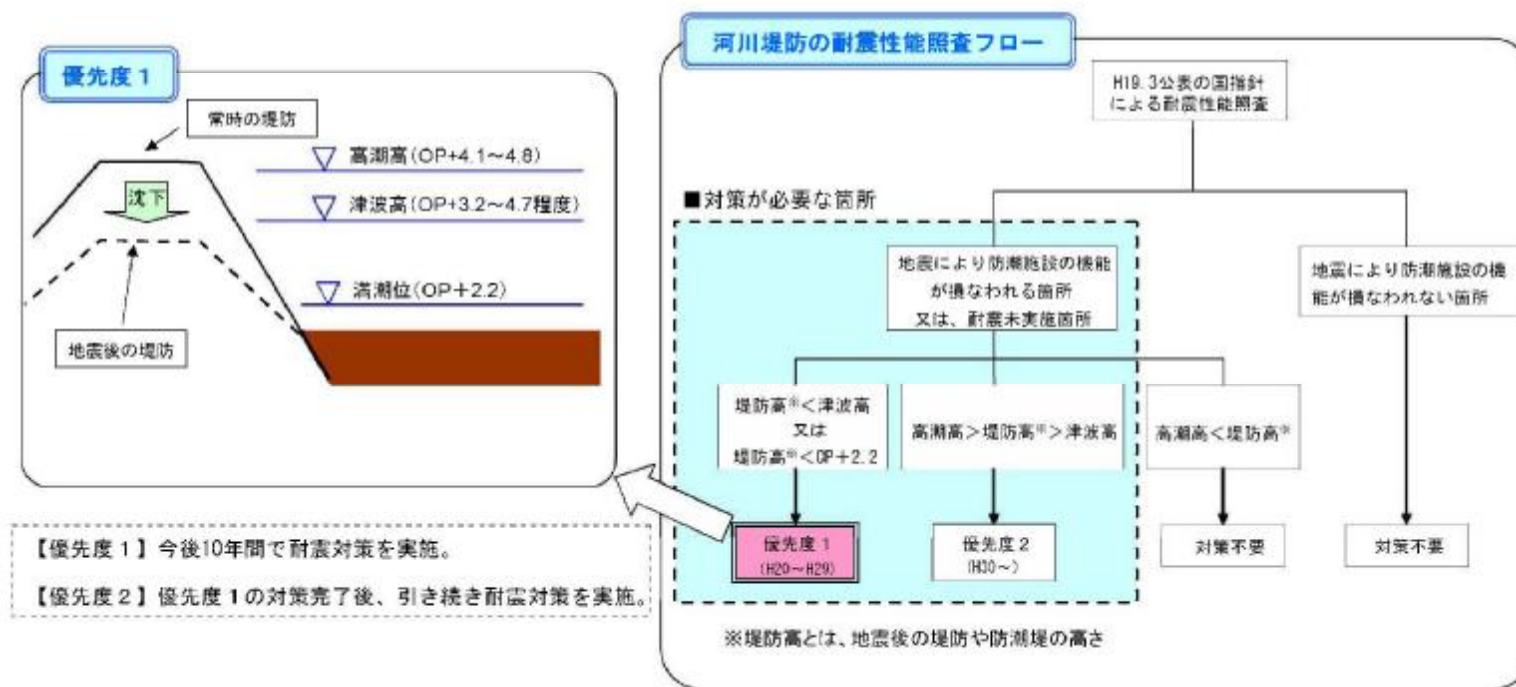 優先度1
常時の堤防
高潮高(OP+4.1～4.8)
沈下
津波高(OP+3.2～4.7程度)
満潮位(OP+2.2)
地震後の堤防
【優先度1】今後10年間で耐震対策を実施。
【優先度2】優先度1の対策完了後、引き続き耐震対策を実施。
河川堤防の耐震性能照査フロー
H19.3公表の国指針
による耐震性能照査
■対策が必要な箇所
地震により防潮施設の機能
が損なわれる箇所
又は、耐震未実施箇所
地震により防潮施設の機
能が損なわれない箇所
堤防高※<津波高
又は
堤防高※<OP+2.2
高潮高>堤防高※>津波高
高潮高<堤防高※
優先度1
(H20～H29)
優先度2
(H30～)
対策不要
対策不要
※堤防高とは、地震後の堤防や防潮堤の高さ